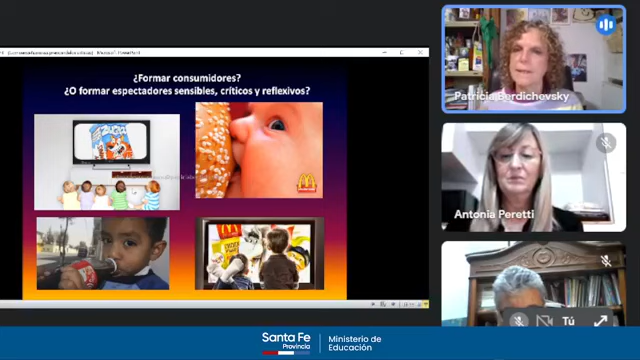 ¿Formar consumidores?
¿O formar espectadores sensibles, críticos y reflexivos?
Patricia Berdichevsky
Antonia Peretti
Tú
Santa Fe
Provincia
Ministerio de
Educación